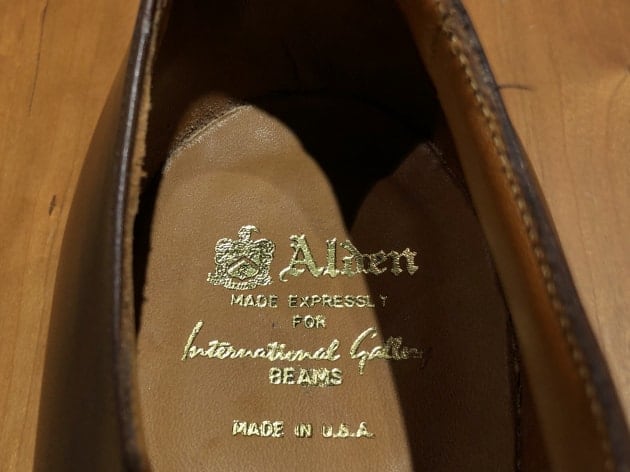 Alden
MADE EXPRESSLY
FOR
International Gallery
BEAMS
MADE IN U.S.A.